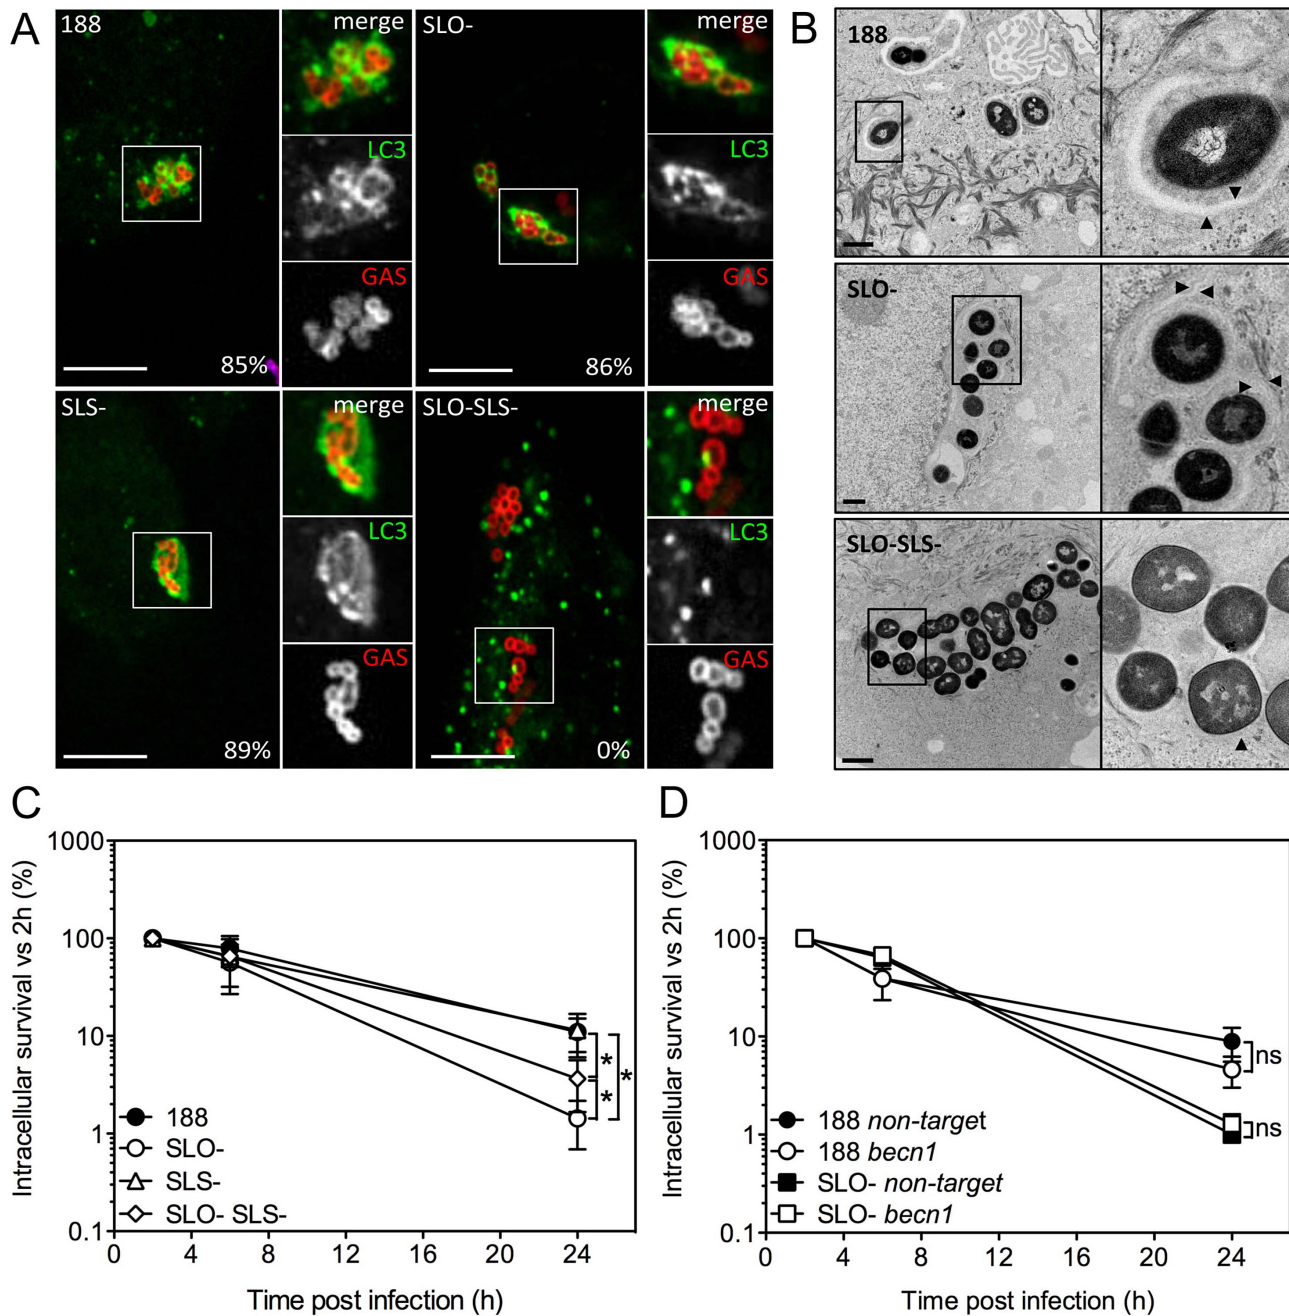 A
188
merge
LC3
GAS
85%
SLO-
merge
LC3
GAS
86%
SLS-
merge
LC3
GAS
89%
SLO-SLS-
merge
LC3
GAS
0%
B
188
SLO-
SLO-SLS-
C
Intracellular survival vs 2h (%)
1000
100
10
1
0.1
188
SLO-
SLS-
SLO- SLS-
*
*
*
0 4 8 12 16 20 24
Time post infection (h)
D
Intracellular survival vs 2h (%)
1000
100
10
1
0.1
188 non-target
188 becn1
SLO- non-target
SLO- becn1
ns
ns
0 4 8 12 16 20 24
Time post infection (h)